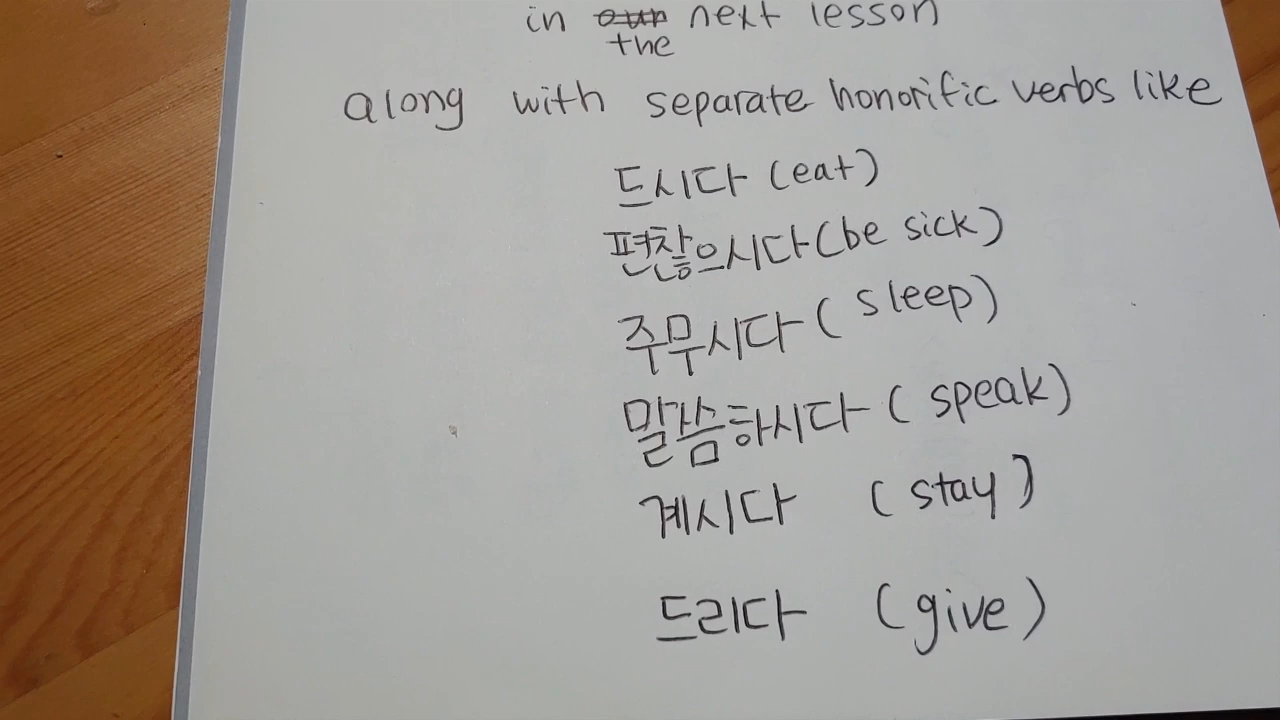 in our next lesson
the
along with separate honorific verbs like
드시다 (eat)
편찮으시다 (be sick)
주무시다 (sleep)
말씀하시다 (speak)
계시다 (stay)
드리다 (give)